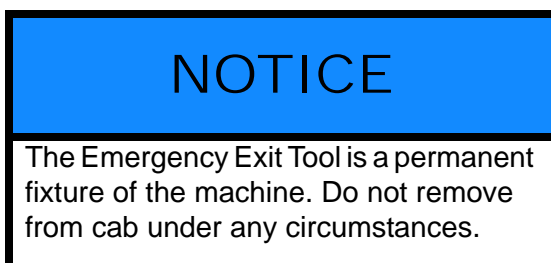 NOTICE
The Emergency Exit Tool is a permanent
fixture of the machine. Do not remove
from cab under any circumstances.